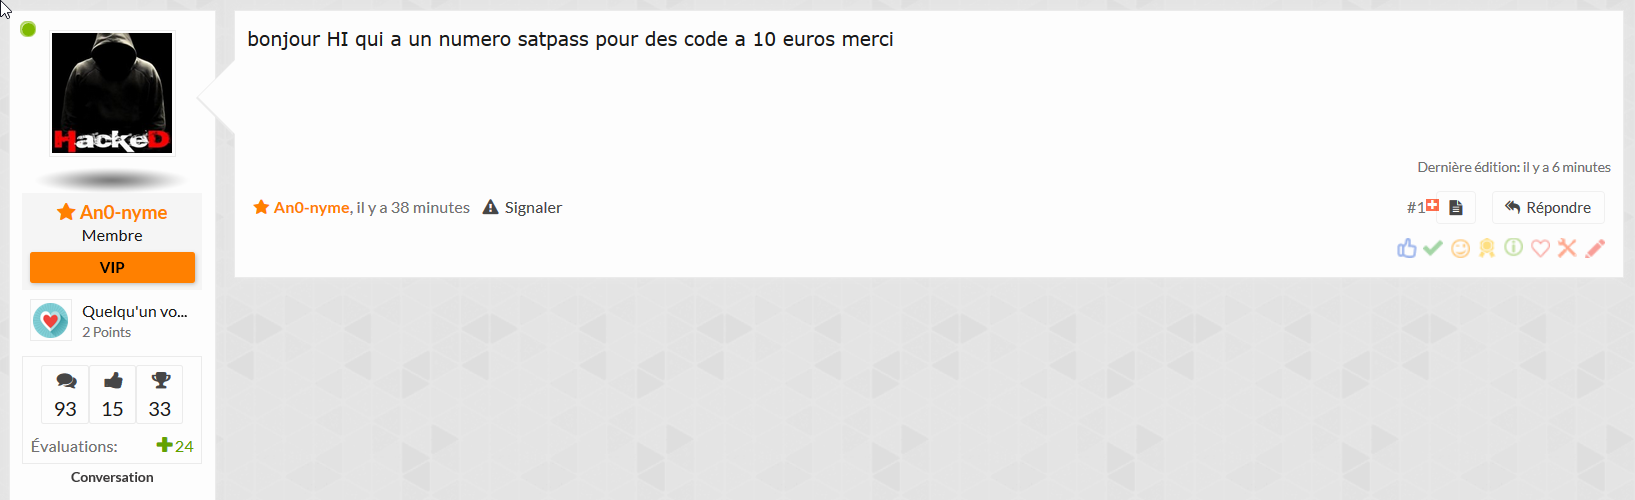 bonjour HI qui a un numero satpass pour des code a 10 euros merci
HackeD
Dernière édition: il y a 6 minutes
An0-nyme
Membre
VIP
An0-nyme, il y a 38 minutes Signaler
#1 Répondre
Quelqu'un vo...
2 Points
93 15 33
Évaluations: 24
Conversation